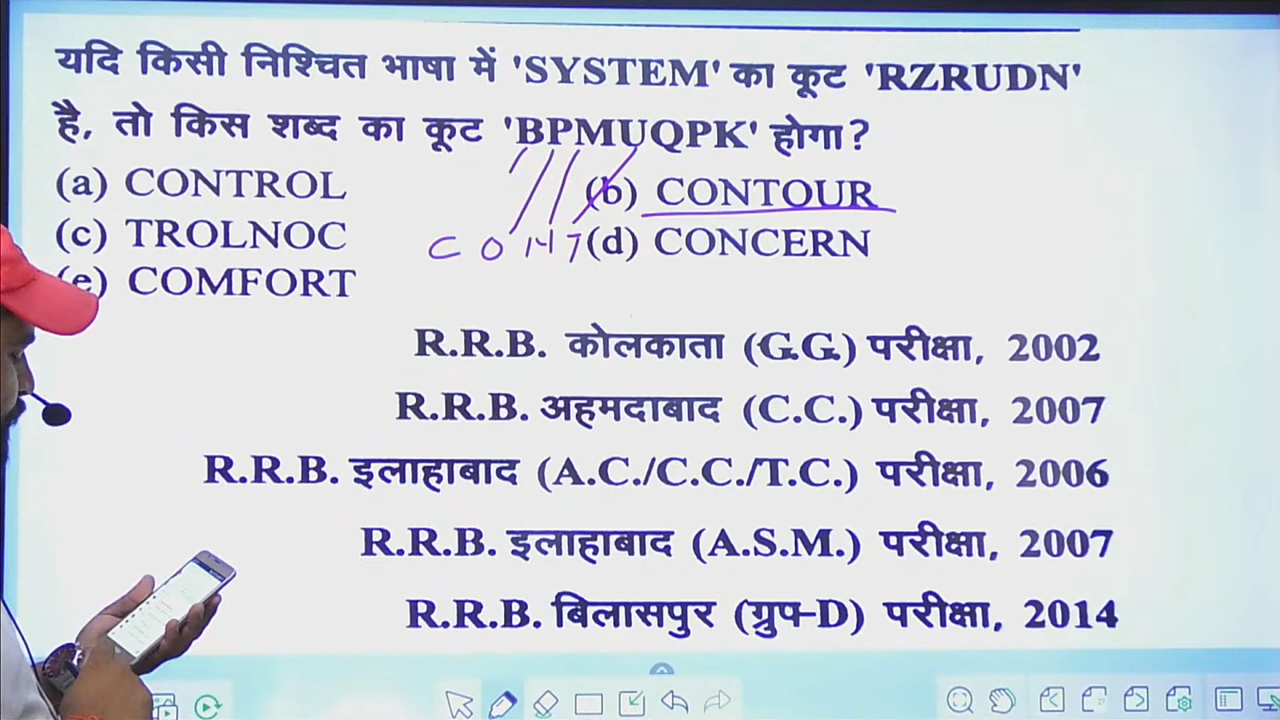 यदि किसी निश्चित भाषा में 'SYSTEM' का कूट 'RZRUDN'
है, तो किस शब्द का कूट 'BPMUQPK' होगा?
(a) CONTROL (b) CONTOUR
C O N T
(c) TROLNOC (d) CONCERN
(e) COMFORT
R.R.B. कोलकाता (G.G.) परीक्षा, 2002
R.R.B. अहमदाबाद (C.C.) परीक्षा, 2007
R.R.B. इलाहाबाद (A.C./C.C./T.C.) परीक्षा, 2006
R.R.B. इलाहाबाद (A.S.M.) परीक्षा, 2007
R.R.B. बिलासपुर (ग्रुप-D) परीक्षा, 2014